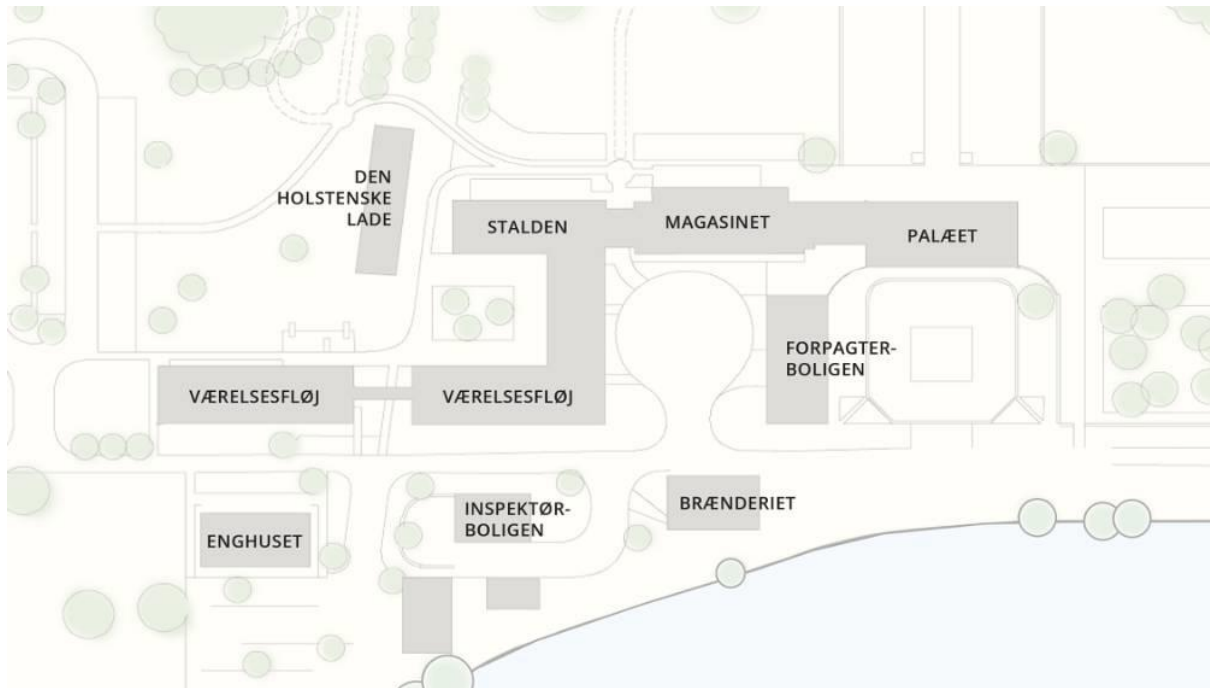 DEN
HOLSTENSKE
LADE
STALDEN
MAGASINET
PALÆET
FORPAGTER-
BOLIGEN
VÆRELSESFLØJ
VÆRELSESFLØJ
INSPEKTØR-
BOLIGEN
BRÆNDERIET
ENGHUSET